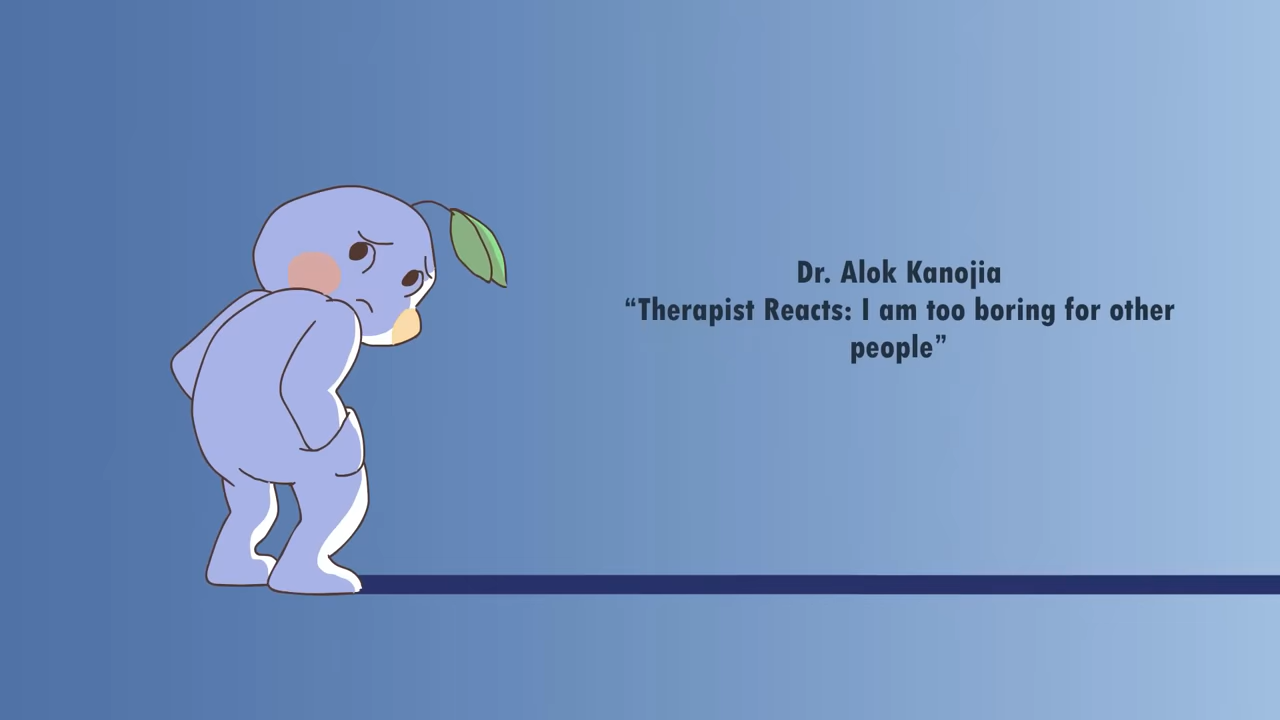 Dr. Alok Kanojia
“Therapist Reacts: I am too boring for other
people”